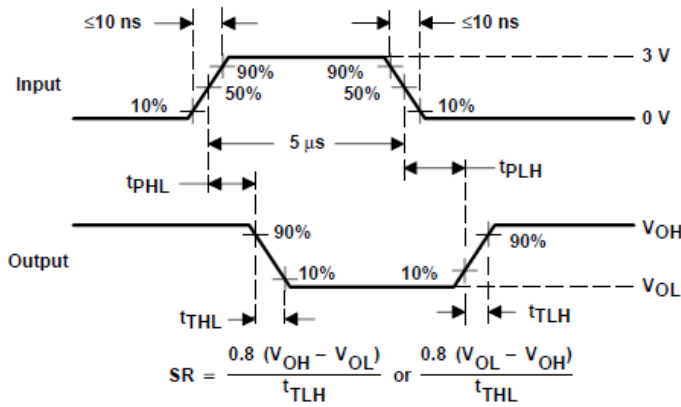 ≤10 ns ≤10 ns
3 V
90% 90%
Input 50% 50%
10% 10% 0 V
5 μs
tPHL tPLH
VOH
90% 90%
Output
10% 10%
VOL
tTHL tTLH
SR = 0.8 (VOH − VOL) / tTLH or 0.8 (VOL − VOH) / tTHL